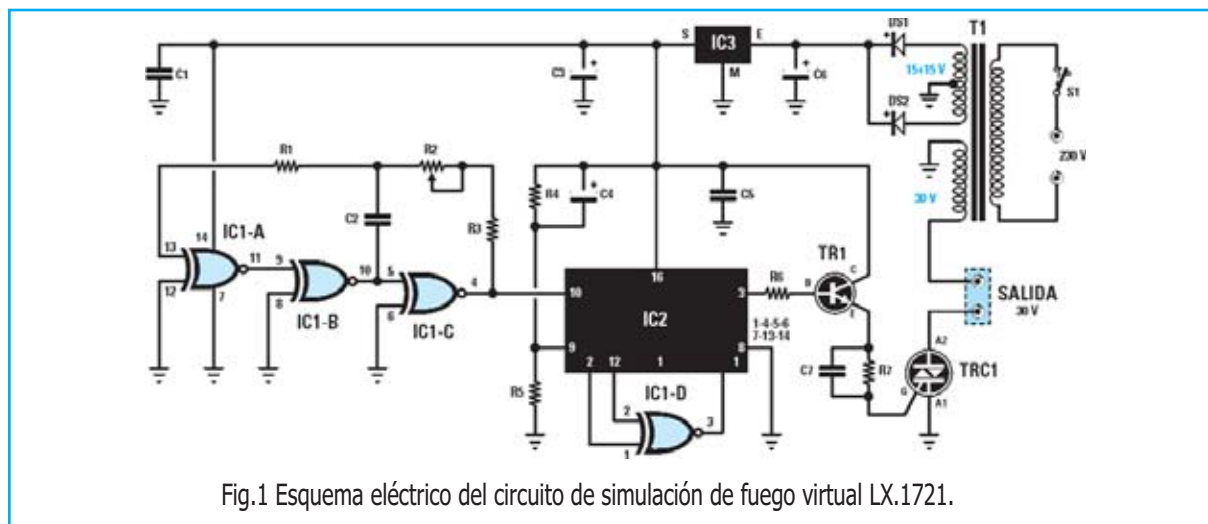 DS1
T1
S
IC3
E
C1
C3
+
M
+
C6
15+15 V
DS2
S1
230 V
30 V
R1
R2
R4
+
C4
C5
C2
R3
IC1-A
13
14
11
12
7
9
10
8
IC1-B
5
4
6
IC1-C
10
16
3
IC2
9
2
12
1
1
8
1-4-5-6
7-13-14
R5
IC1-D
2
3
1
R6
TR1
B
C
E
C7
R7
SALIDA
30 V
A2
TRC1
G
A1
Fig.1 Esquema eléctrico del circuito de simulación de fuego virtual LX.1721.